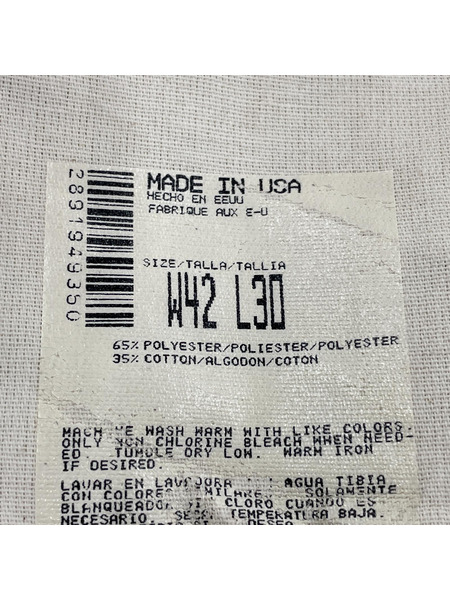 2891949350
MADE IN USA
HECHO EN EEUU
FABRIQUE AUX E-U
SIZE/TALLA/TALLIA
W42 L30
65% POLYESTER/POLIESTER/POLYESTER
35% COTTON/ALGODON/COTON
WASH WARM WITH LIKE COLORS.
ONLY NON CHLORINE BLEACH WHEN NEED-
ED. TUMBLE DRY LOW. WARM IRON
IF DESIRED.
LAVAR EN LAVADORA AGUA TIBIA
CON SOLAMENTE
CLORO CUANDO ES
NECESARIO. TEMPERATURA BAJA.